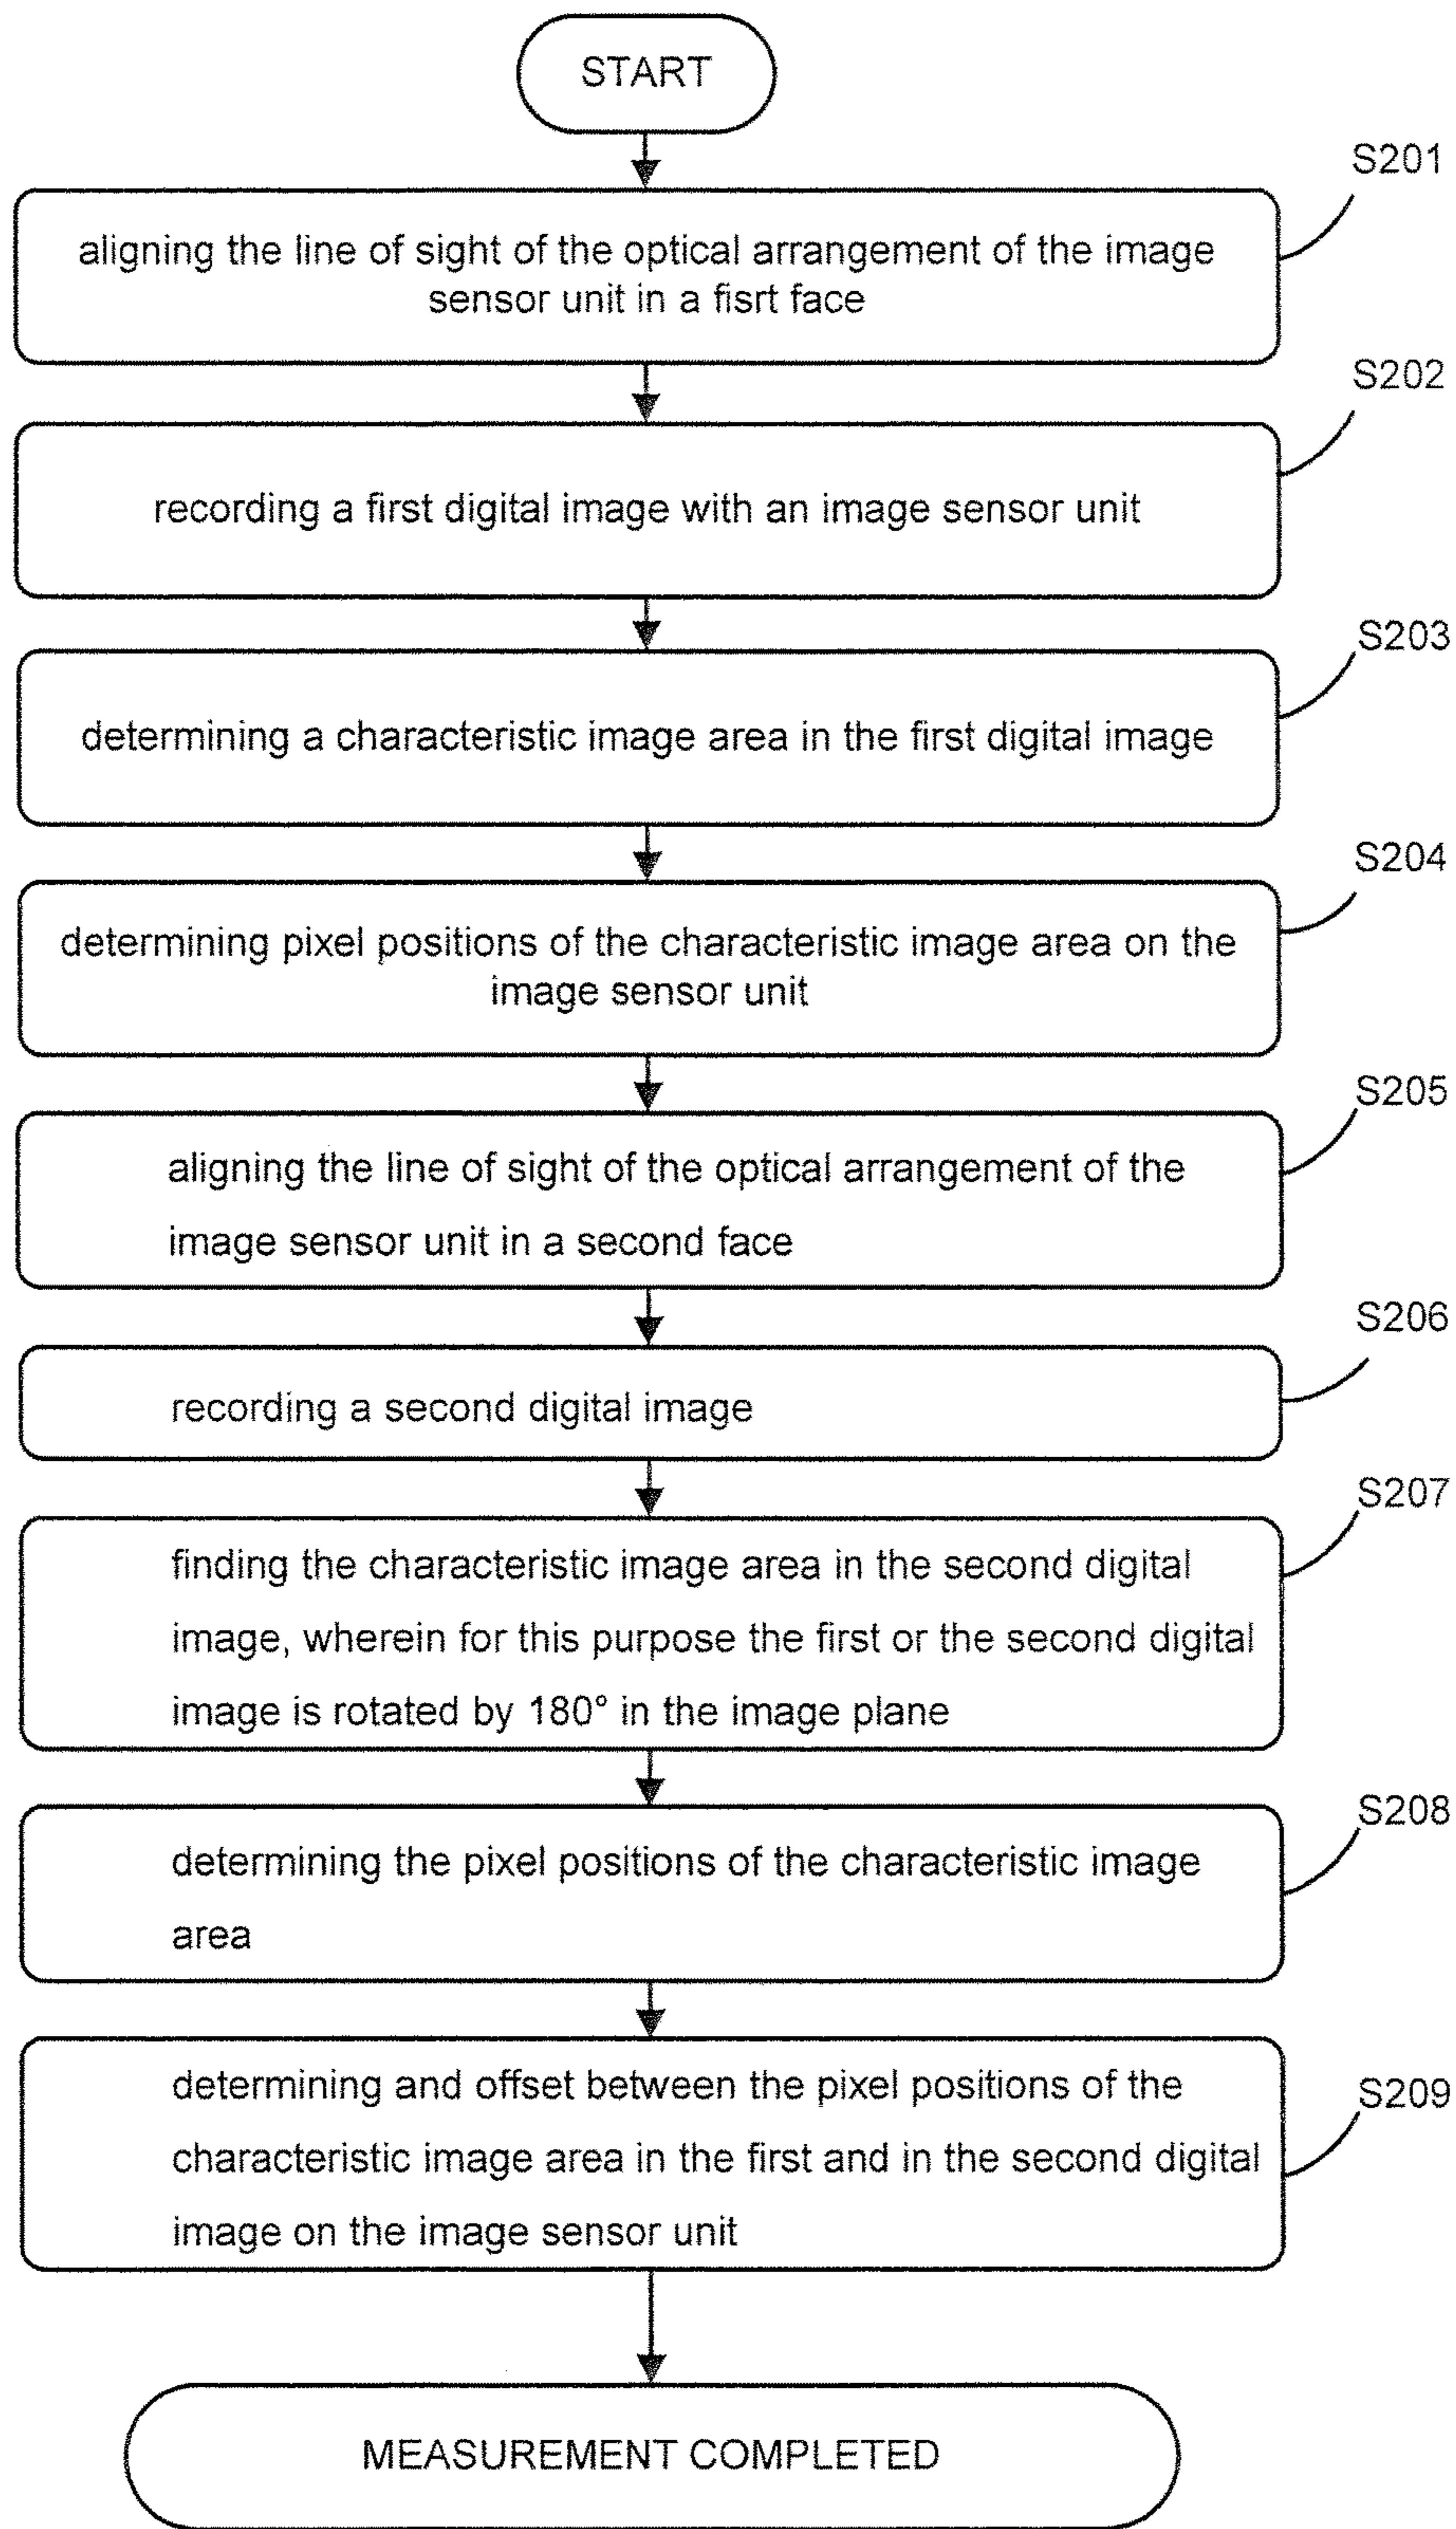 START
S201
aligning the line of sight of the optical arrangement of the image
sensor unit in a fisrt face
S202
recording a first digital image with an image sensor unit
S203
determining a characteristic image area in the first digital image
S204
determining pixel positions of the characteristic image area on the
image sensor unit
S205
aligning the line of sight of the optical arrangement of the
image sensor unit in a second face
S206
recording a second digital image
S207
finding the characteristic image area in the second digital
image, wherein for this purpose the first or the second digital
image is rotated by 180° in the image plane
S208
determining the pixel positions of the characteristic image
area
S209
determining and offset between the pixel positions of the
characteristic image area in the first and in the second digital
image on the image sensor unit
MEASUREMENT COMPLETED